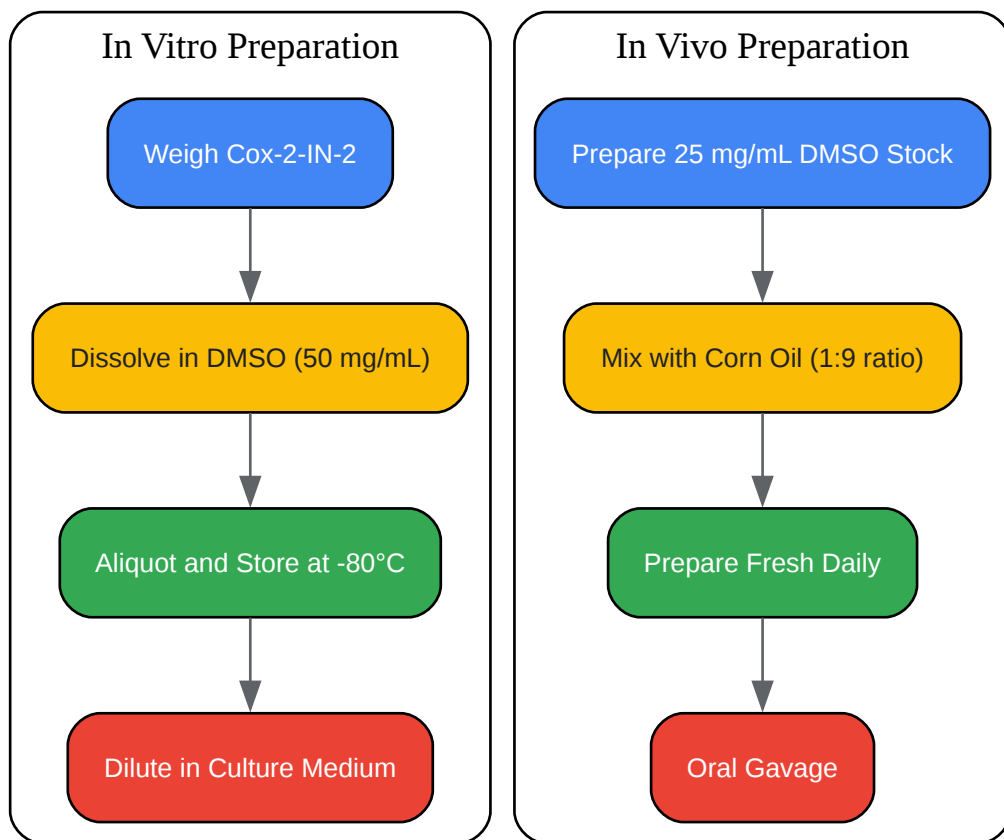 In Vitro Preparation
Weigh Cox-2-IN-2
Dissolve in DMSO (50 mg/mL)
Aliquot and Store at -80°C
Dilute in Culture Medium
In Vivo Preparation
Prepare 25 mg/mL DMSO Stock
Mix with Corn Oil (1:9 ratio)
Prepare Fresh Daily
Oral Gavage